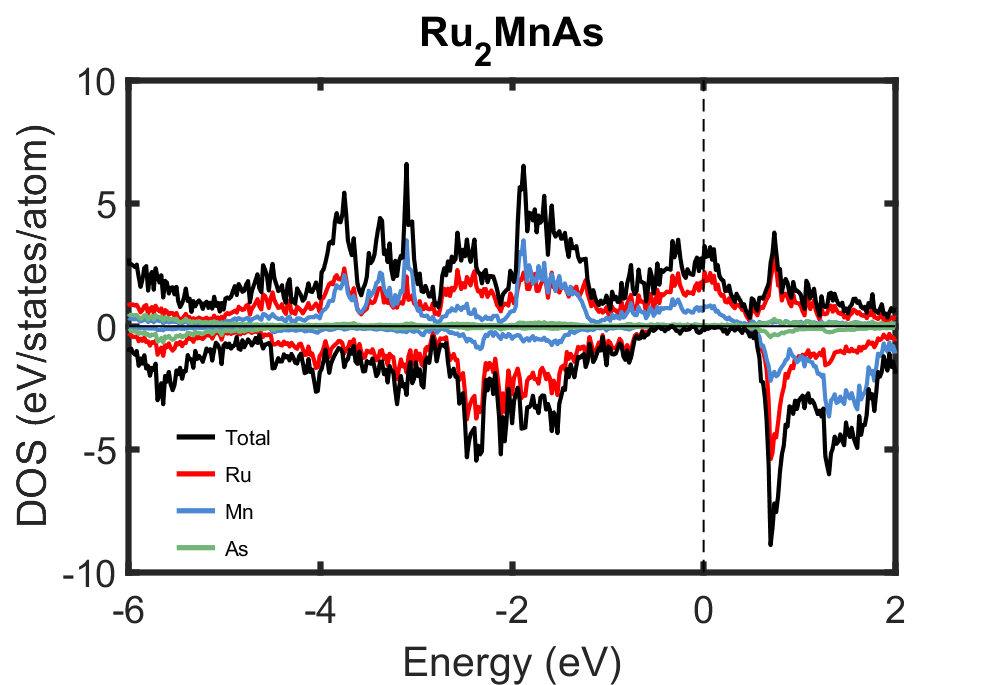 Ru₂MnAs
10
5
0
-5
-10
DOS (eV/states/atom)
Total
Ru
Mn
As
-6 -4 -2 0 2
Energy (eV)